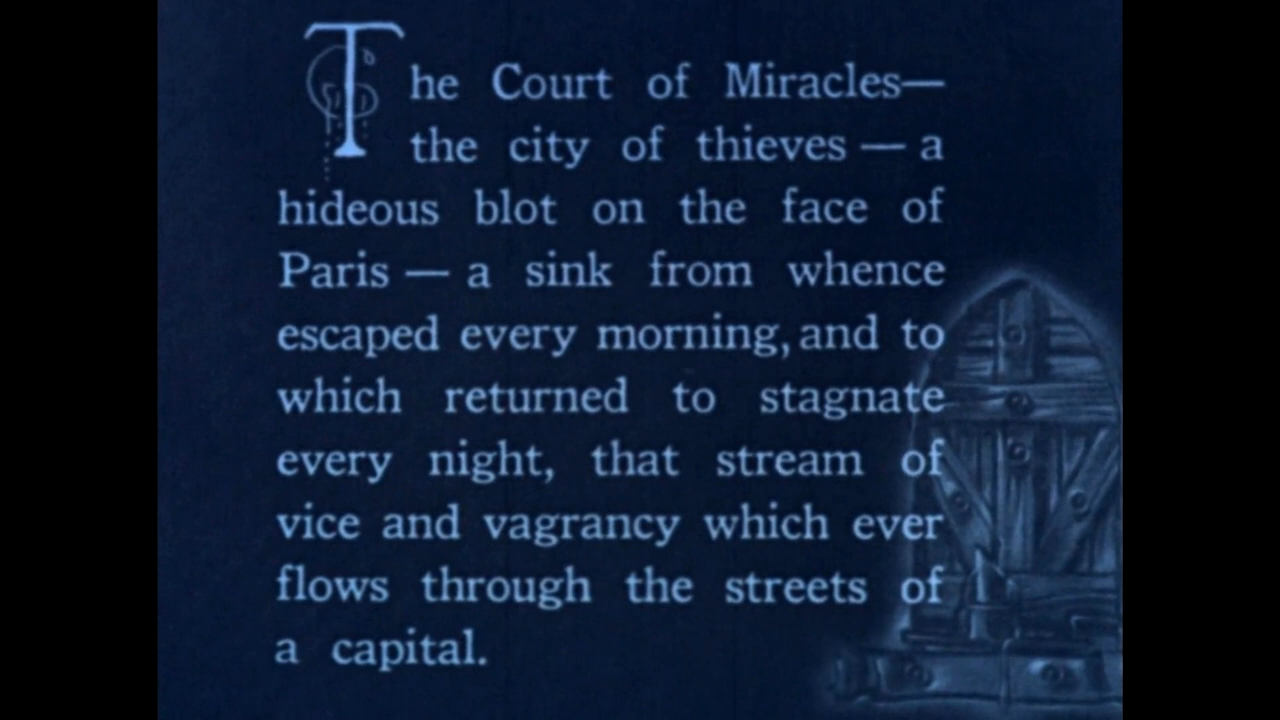 The Court of Miracles—
the city of thieves — a
hideous blot on the face of
Paris — a sink from whence
escaped every morning, and to
which returned to stagnate
every night, that stream of
vice and vagrancy which ever
flows through the streets of
a capital.